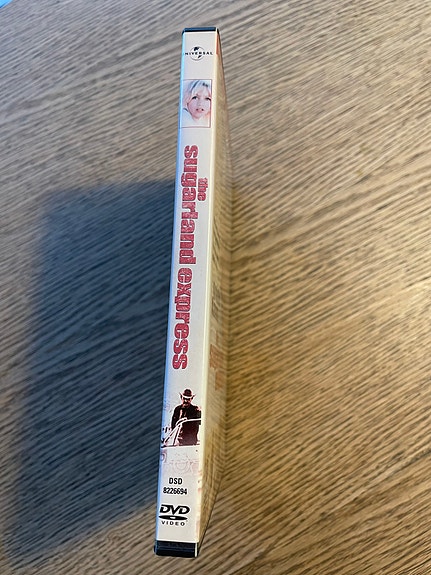 UNIVERSAL
the
sugarland express
DSD
8226694
DVD
VIDEO